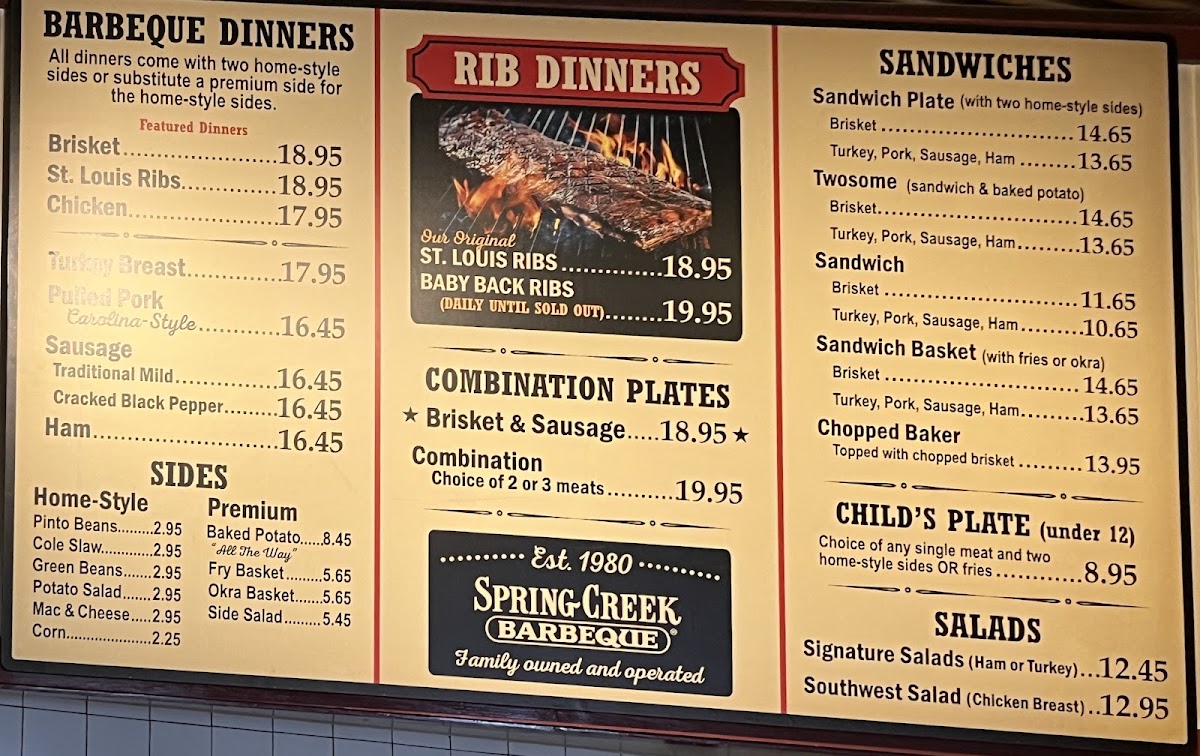 BARBEQUE DINNERS
All dinners come with two home-style
sides or substitute a premium side for
the home-style sides.
Featured Dinners
Brisket.......................18.95
St. Louis Ribs..............18.95
Chicken......................17.95
Turkey Breast..............17.95
Pulled Pork
Carolina-Style............16.45
Sausage
Traditional Mild...............16.45
Cracked Black Pepper........16.45
Ham...........................16.45
SIDES
Home-Style
Pinto Beans........2.95
Cole Slaw............2.95
Green Beans.......2.95
Potato Salad.......2.95
Mac & Cheese.....2.95
Corn......................2.25
Premium
Baked Potato.....8.45
"All The Way"
Fry Basket.........5.65
Okra Basket.......5.65
Side Salad.........5.45
RIB DINNERS
Our Original
ST. LOUIS RIBS ..............18.95
BABY BACK RIBS
(DAILY UNTIL SOLD OUT).........19.95
COMBINATION PLATES
★ Brisket & Sausage.....18.95 ★
Combination
Choice of 2 or 3 meats..........19.95
Est. 1980
SPRING CREEK
BARBEQUE®
Family owned and operated
SANDWICHES
Sandwich Plate (with two home-style sides)
Brisket ............................14.65
Turkey, Pork, Sausage, Ham ........13.65
Twosome (sandwich & baked potato)
Brisket.............................14.65
Turkey, Pork, Sausage, Ham.........13.65
Sandwich
Brisket ............................11.65
Turkey, Pork, Sausage, Ham.........10.65
Sandwich Basket (with fries or okra)
Brisket ............................14.65
Turkey, Pork, Sausage, Ham.........13.65
Chopped Baker
Topped with chopped brisket .........13.95
CHILD'S PLATE (under 12)
Choice of any single meat and two
home-style sides OR fries ............8.95
SALADS
Signature Salads (Ham or Turkey)...12.45
Southwest Salad (Chicken Breast)..12.95